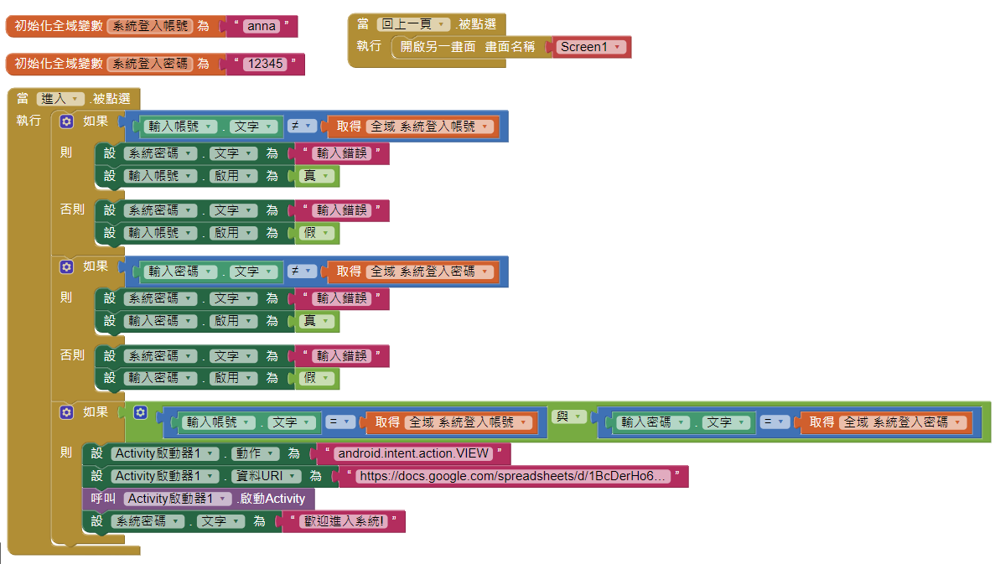 初始化全域變數 系統登入帳號 為 “ anna ”
初始化全域變數 系統登入密碼 為 “ 12345 ”
當 回上一頁 .被點選
執行 開啟另一畫面 畫面名稱 Screen1
當 進入 .被點選
執行 如果 輸入帳號 . 文字 ≠ 取得 全域 系統登入帳號
則 設 系統密碼 . 文字 為 “ 輸入錯誤 ”
設 輸入帳號 . 啟用 為 真
否則 設 系統密碼 . 文字 為 “ 輸入錯誤 ”
設 輸入帳號 . 啟用 為 假
如果 輸入密碼 . 文字 ≠ 取得 全域 系統登入密碼
則 設 系統密碼 . 文字 為 “ 輸入錯誤 ”
設 輸入密碼 . 啟用 為 真
否則 設 系統密碼 . 文字 為 “ 輸入錯誤 ”
設 輸入密碼 . 啟用 為 假
如果 輸入帳號 . 文字 = 取得 全域 系統登入帳號 與 輸入密碼 . 文字 = 取得 全域 系統登入密碼
則 設 Activity啟動器1 . 動作 為 “ android.intent.action.VIEW ”
設 Activity啟動器1 . 資料URI 為 “ https://docs.google.com/spreadsheets/d/1BcDerHo6... ”
呼叫 Activity啟動器1 .啟動Activity
設 系統密碼 . 文字 為 “ 歡迎進入系統! ”